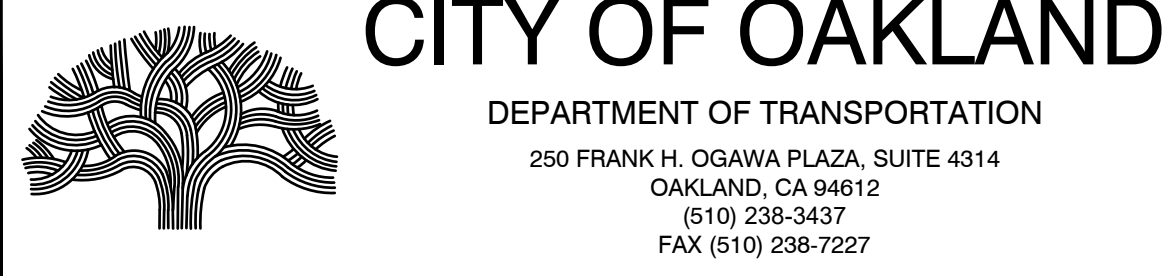 CITY OF OAKLAND
DEPARTMENT OF TRANSPORTATION
250 FRANK H. OGAWA PLAZA, SUITE 4314
OAKLAND, CA 94612
(510) 238-3437
FAX (510) 238-7227